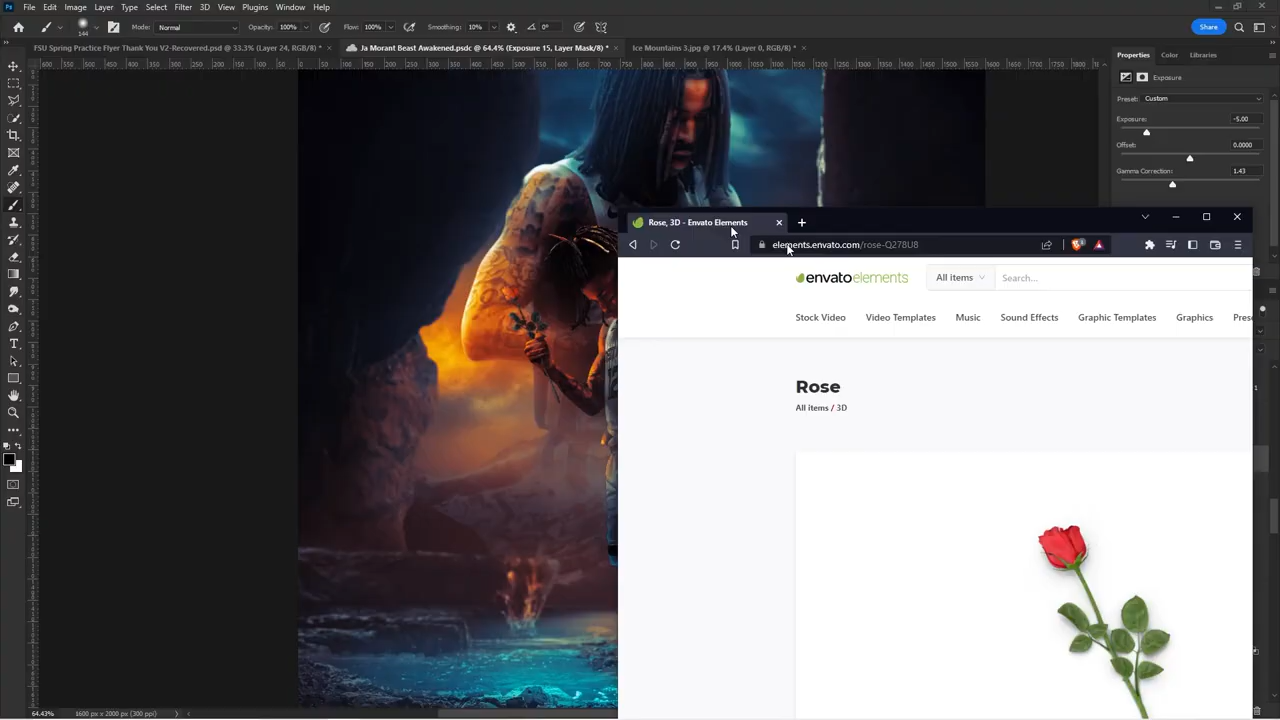 Ps File Edit Image Layer Type Select Filter 3D View Plugins Window Help
144 Mode: Normal Opacity: 100% Flow: 100% Smoothing: 10% 0° Share
FSU Spring Practice Flyer Thank You V2-Recovered.psd @ 33.3% (Layer 24, RGB/8) * ×
Ja Morant Beast Awakened.psdc @ 64.4% (Exposure 15, Layer Mask/8) * ×
Ice Mountains 3.jpg @ 17.4% (Layer 0, RGB/8) * ×
Properties Color Libraries
Exposure
Preset: Custom
Exposure: -5.00
Offset: 0.0000
Gamma Correction: 1.43
Rose, 3D - Envato Elements
elements.envato.com/rose-Q278U8
envatoelements All items Search...
Stock Video Video Templates Music Sound Effects Graphic Templates Graphics Prese
Rose
All items / 3D
64.43% 1600 px x 2000 px (300 ppi)